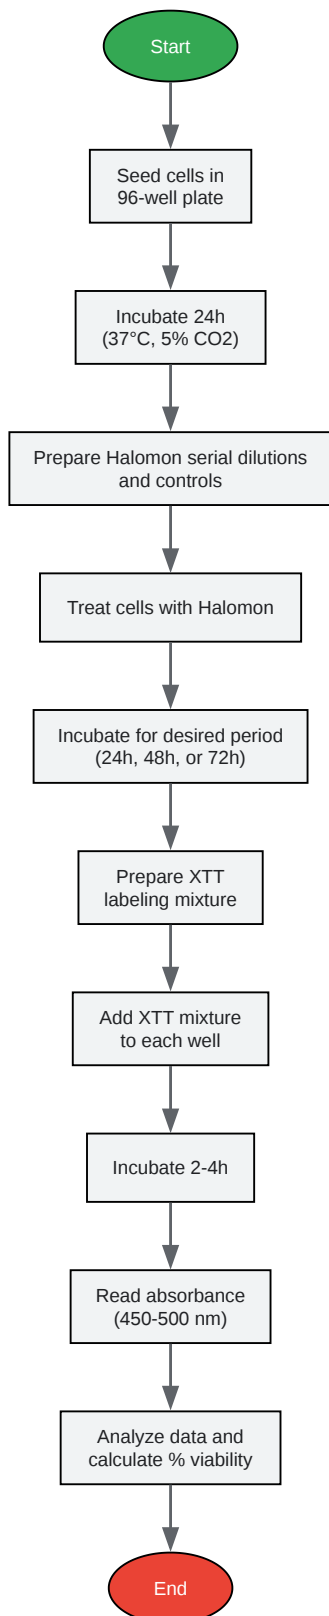 Start
Seed cells in
96-well plate
Incubate 24h
(37°C, 5% CO2)
Prepare Halomon serial dilutions
and controls
Treat cells with Halomon
Incubate for desired period
(24h, 48h, or 72h)
Prepare XTT
labeling mixture
Add XTT mixture
to each well
Incubate 2-4h
Read absorbance
(450-500 nm)
Analyze data and
calculate % viability
End